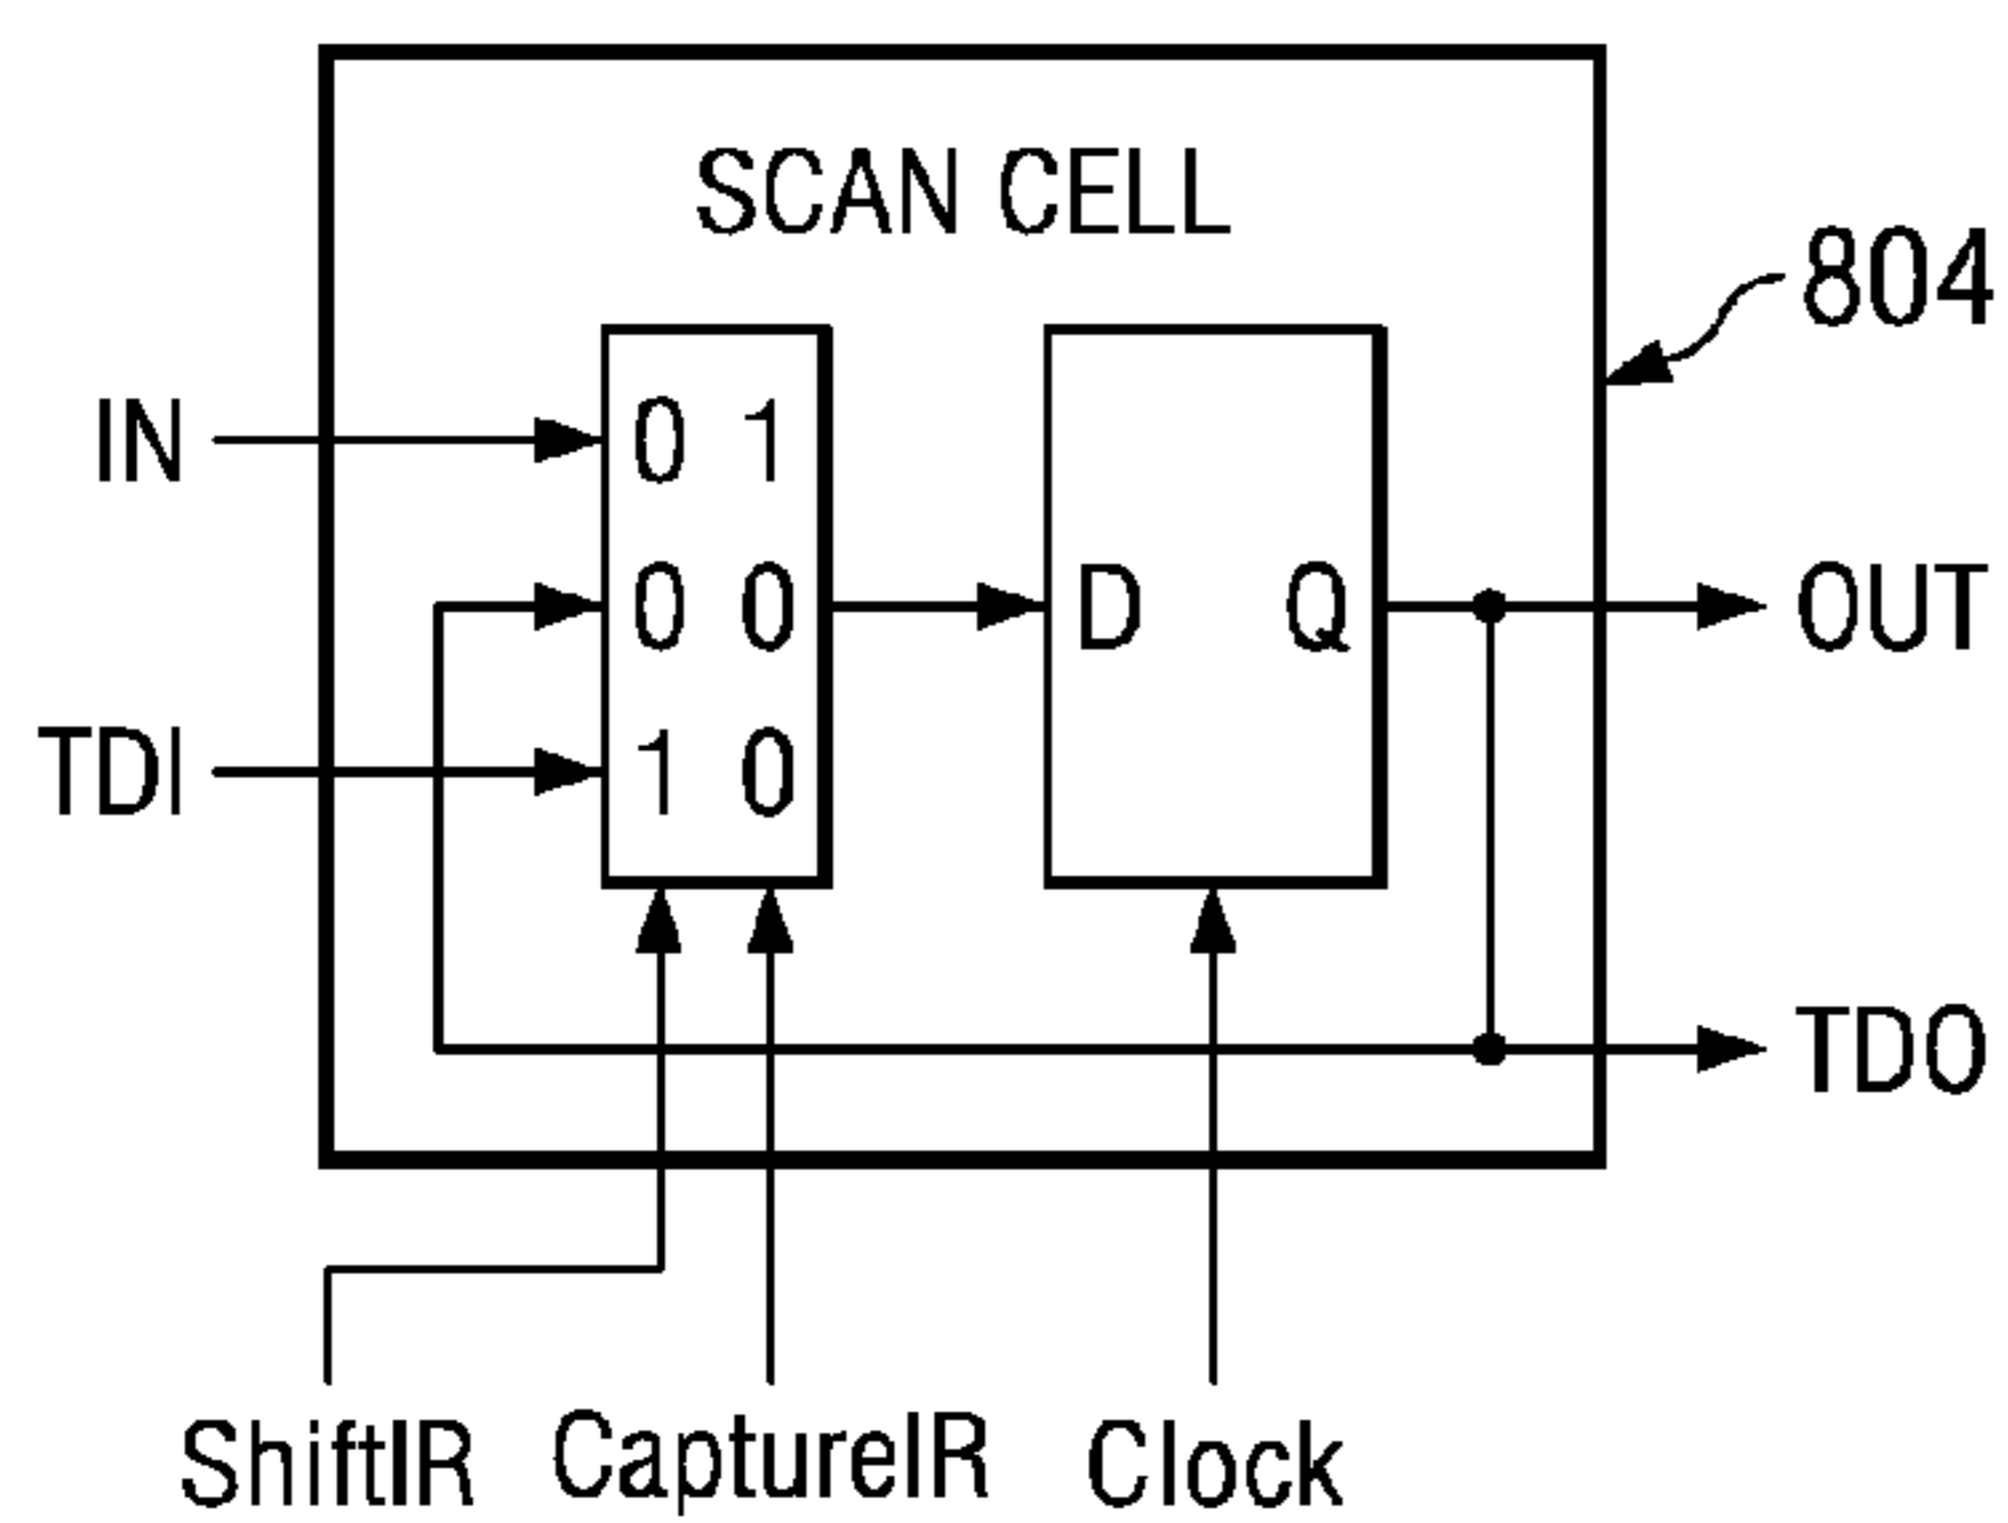 SCAN CELL
804
IN
0 1
0 0
D
Q
OUT
TDI
1 0
TDO
ShiftIR
CaptureIR
Clock